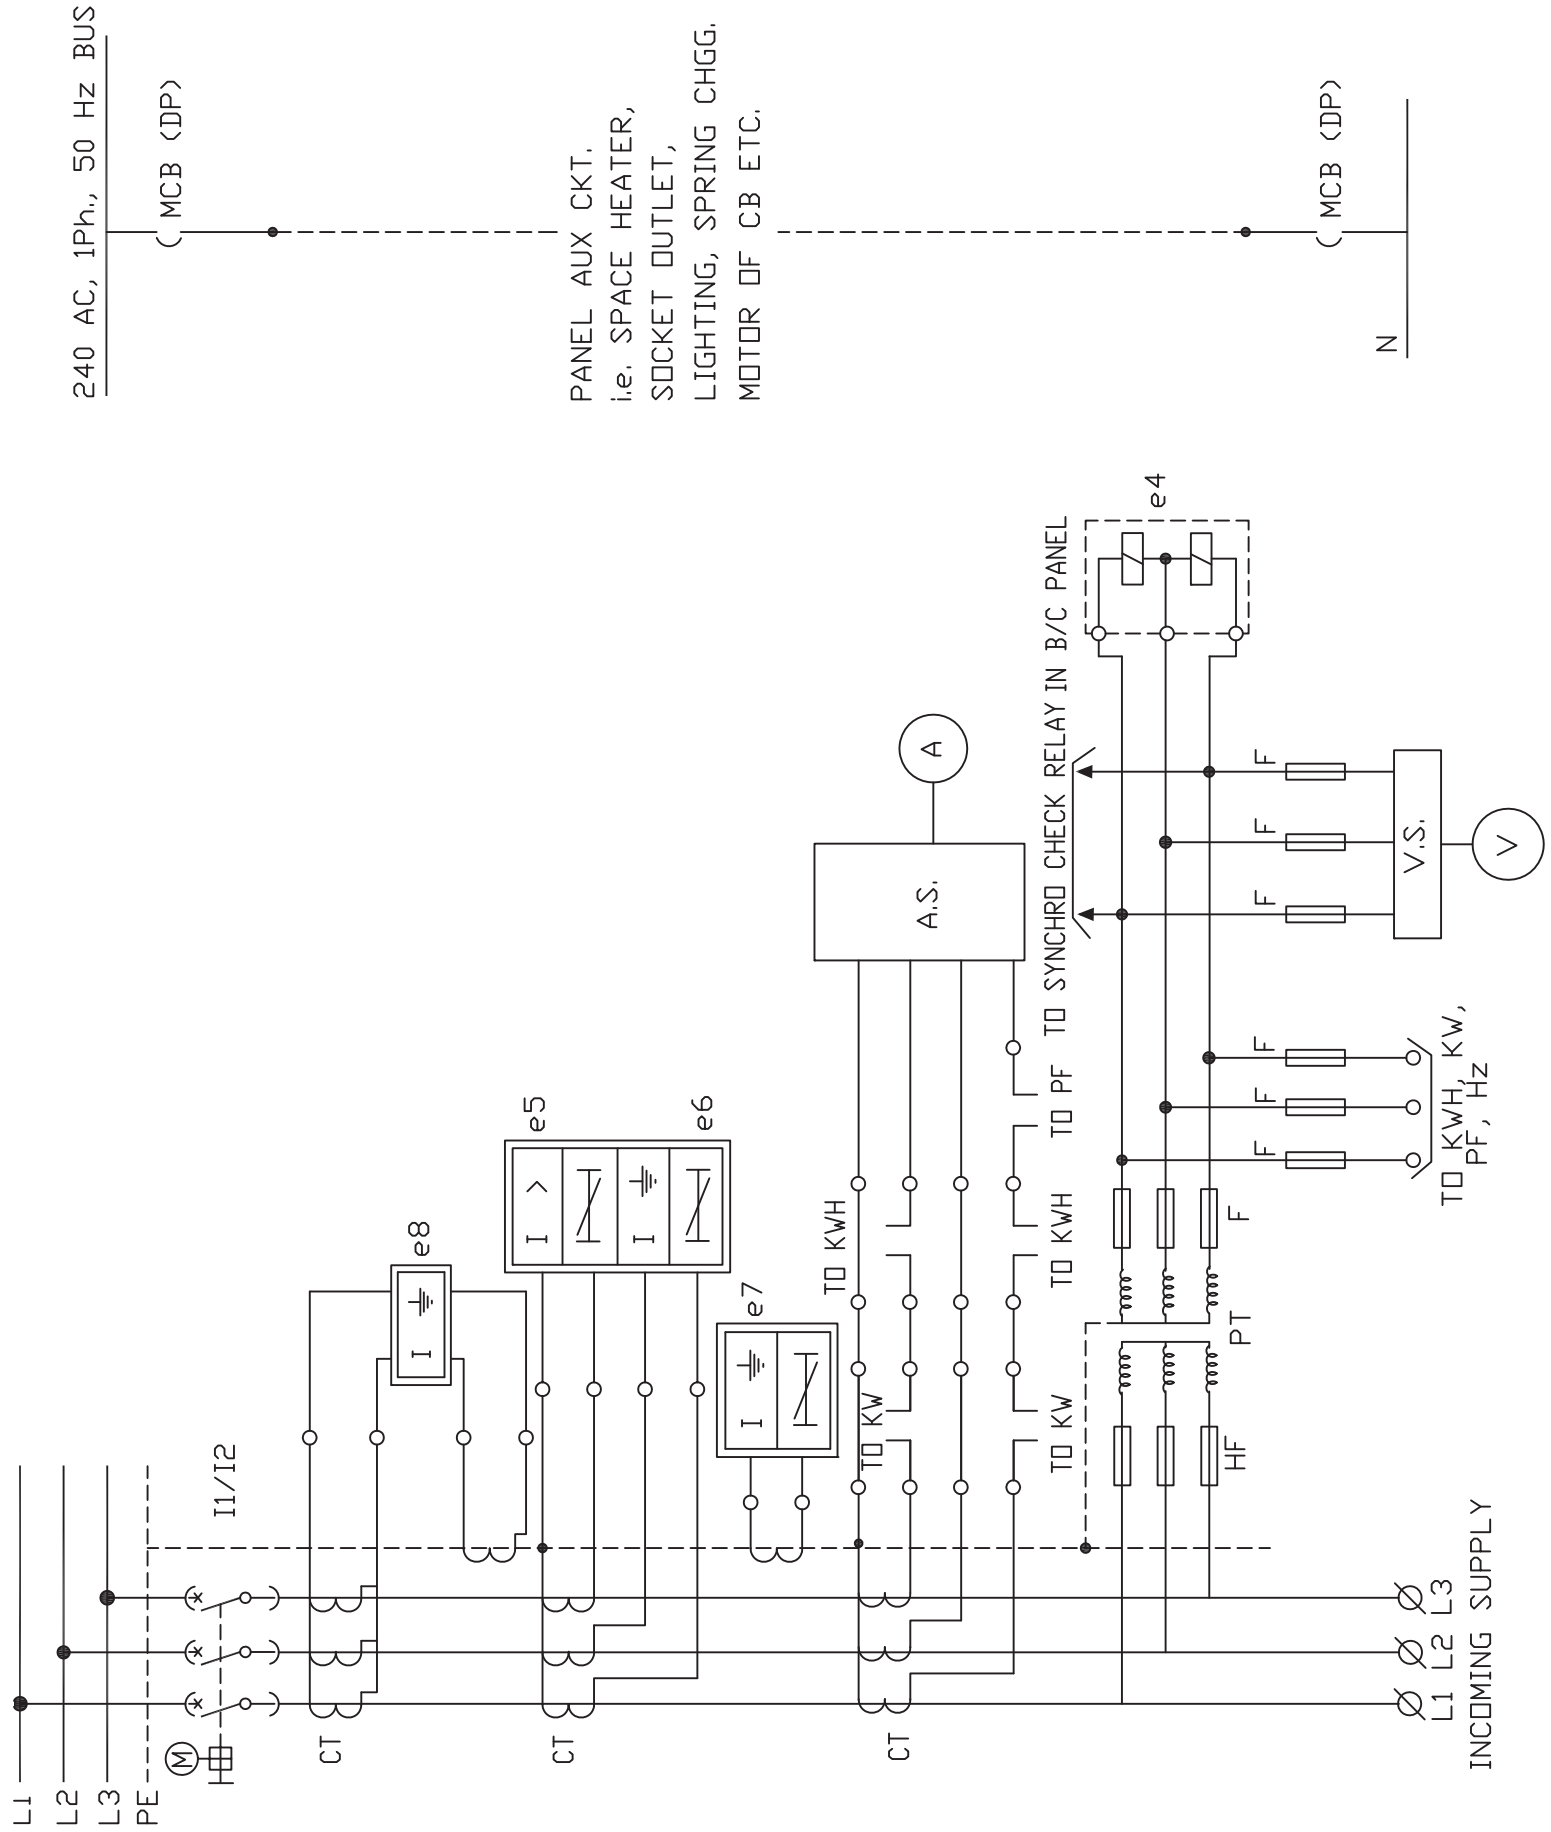 240 AC, 1Ph., 50 Hz BUS
MCB (DP)
PANEL AUX CKT.
i.e. SPACE HEATER,
SOCKET OUTLET,
LIGHTING, SPRING CHGG.
MOTOR OF CB ETC.
MCB (DP)
N
L1
L2
L3
PE
M
I1/I2
CT
CT
CT
e8
I
e5
I >
I
e6
e7
I
TO KWH
TO KW
A.S.
A
TO PF
TO KWH
TO KW
TO SYNCHRO CHECK RELAY IN B/C PANEL
e4
F
F
F
V.S.
V
F
F
F
TO KWH, KW,
PF, Hz
F
PT
HF
L1
L2
L3
INCOMING SUPPLY